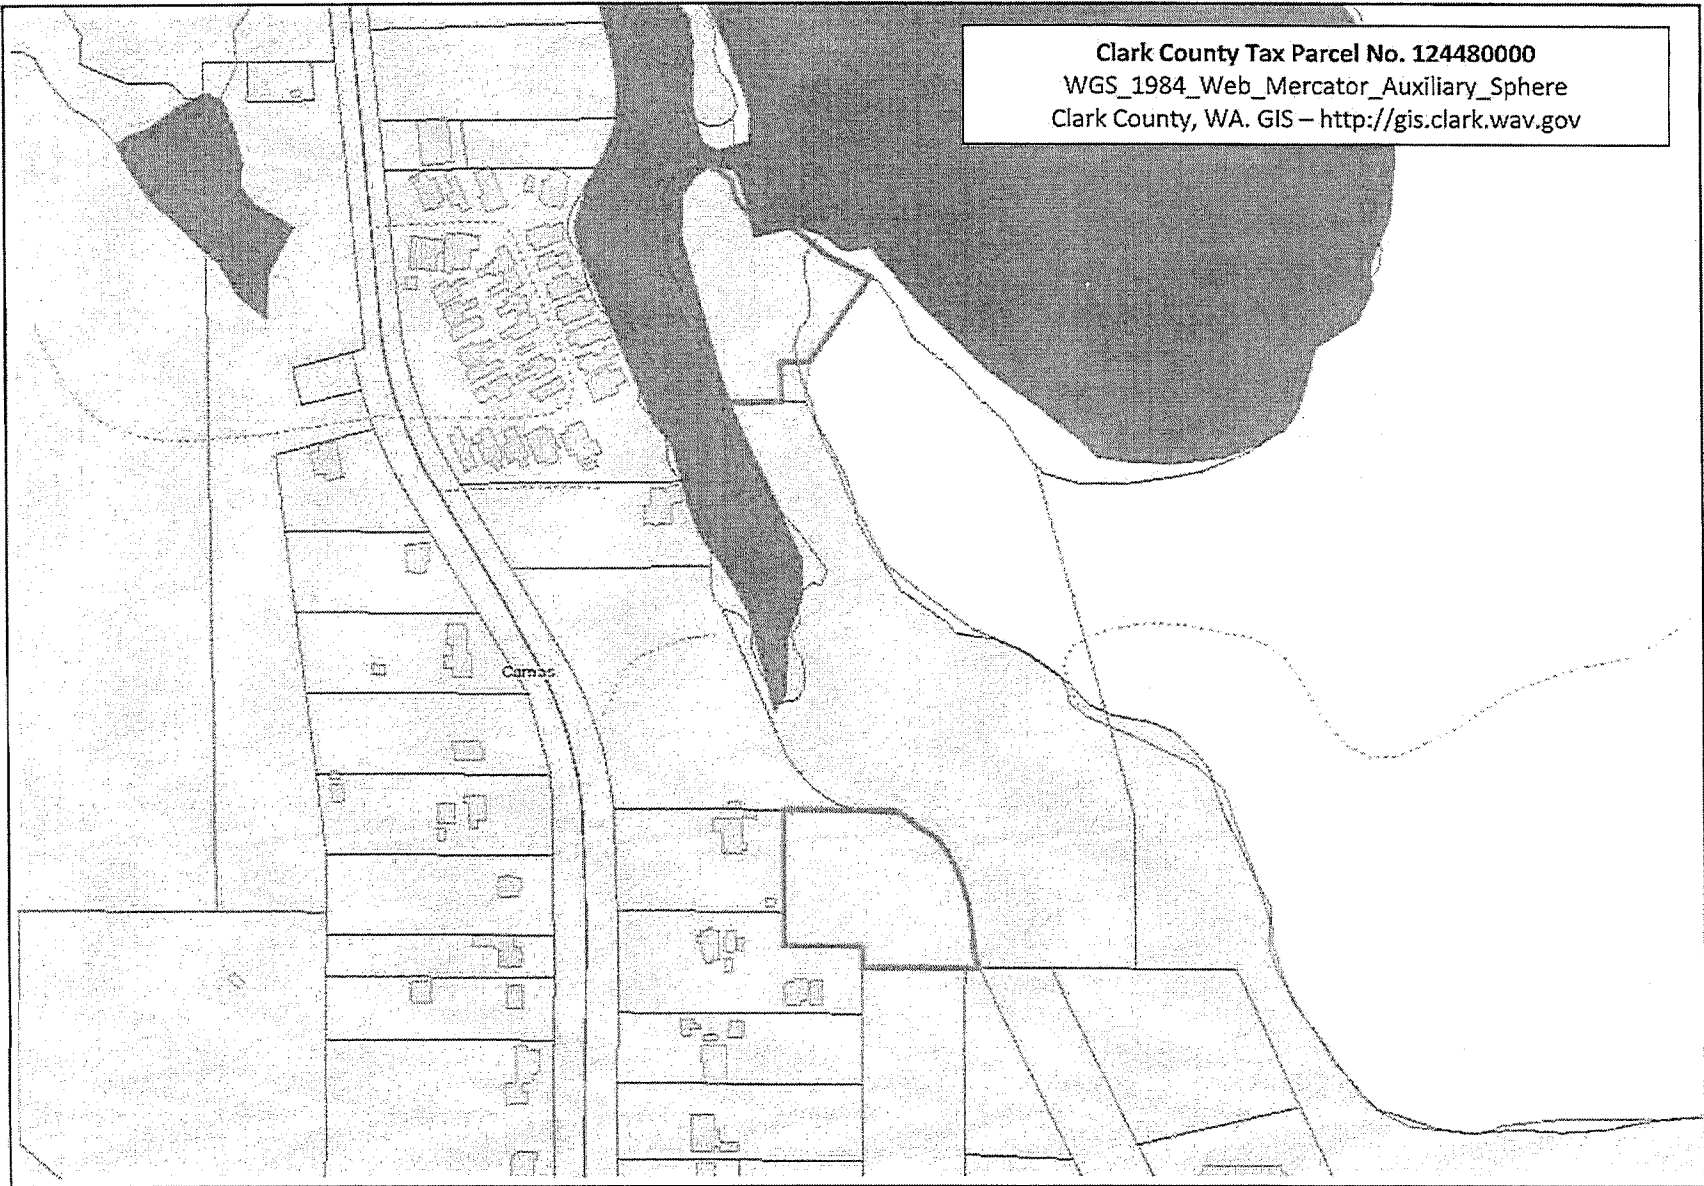 Clark County Tax Parcel No. 124480000
WGS_1984_Web_Mercator_Auxiliary_Sphere
Clark County, WA. GIS – http://gis.clark.wav.gov
Camas